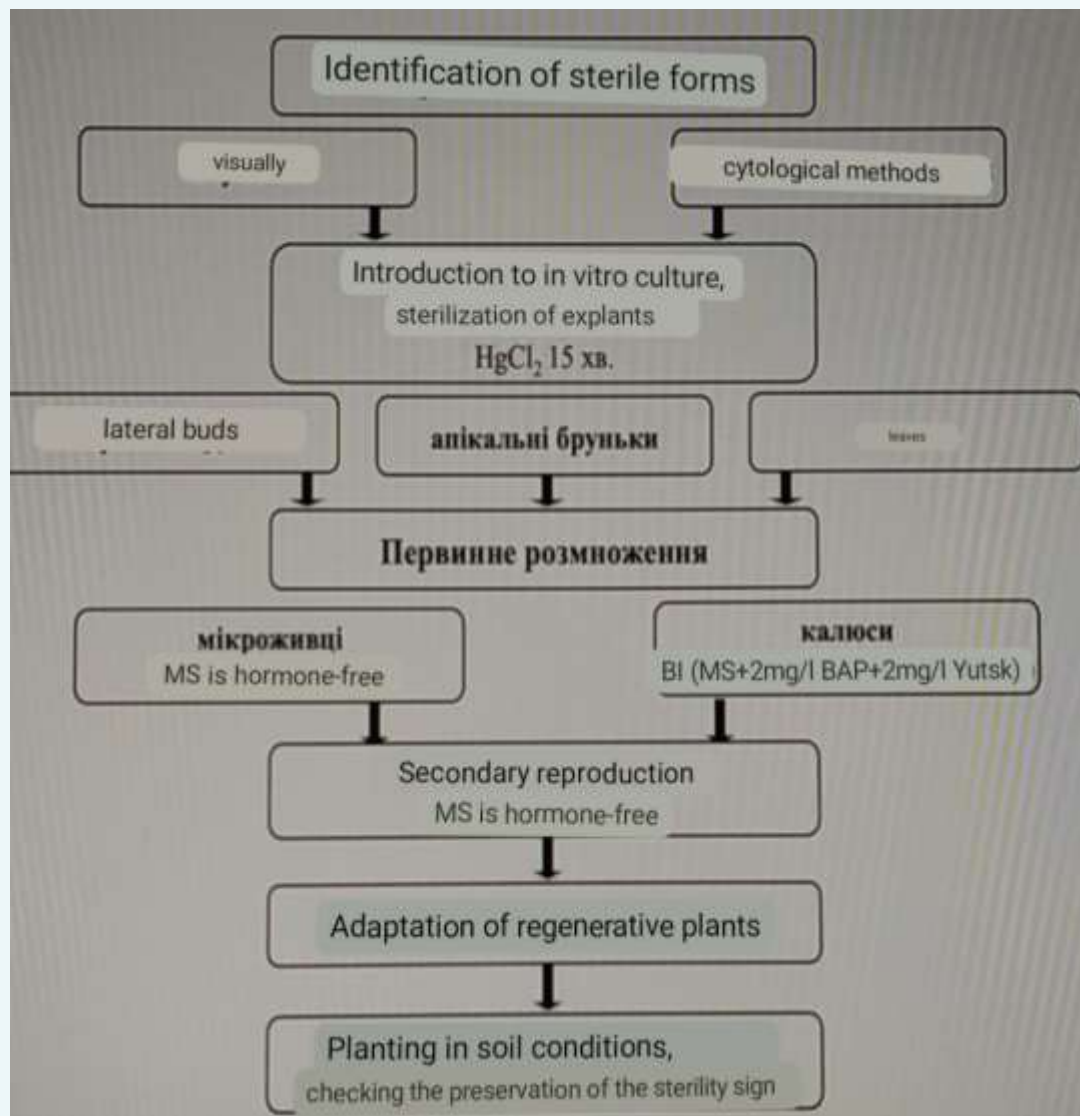 Identification of sterile forms
visually
cytological methods
Introduction to in vitro culture,
sterilization of explants
HgCl₂ 15 хв.
lateral buds
апікальні бруньки
leaves
Первинне розмноження
мікроживці
MS is hormone-free
калюси
BI (MS+2mg/l BAP+2mg/l Yutsk)
Secondary reproduction
MS is hormone-free
Adaptation of regenerative plants
Planting in soil conditions,
checking the preservation of the sterility sign